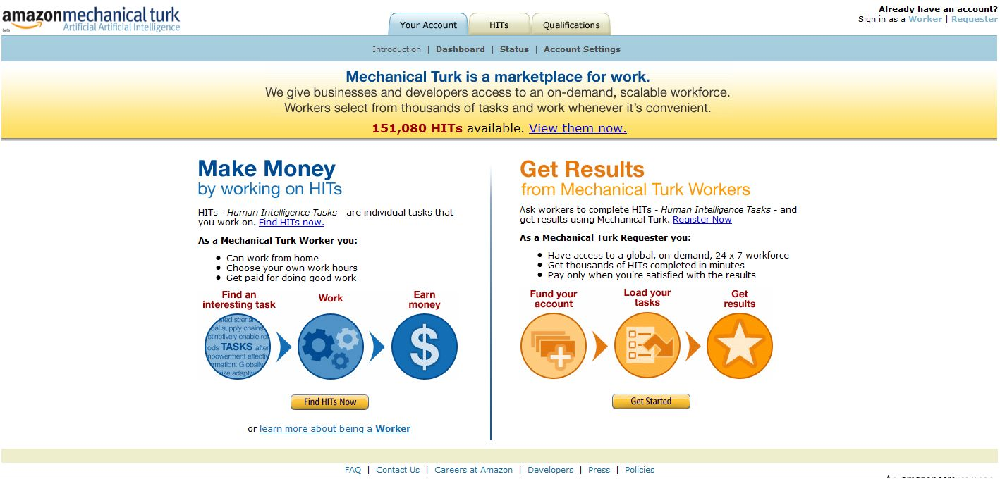 amazonmechanical turk
beta
Artificial Artificial Intelligence
Your Account
HITs
Qualifications
Already have an account?
Sign in as a Worker | Requester
Introduction | Dashboard | Status | Account Settings
Mechanical Turk is a marketplace for work.
We give businesses and developers access to an on-demand, scalable workforce.
Workers select from thousands of tasks and work whenever it's convenient.
151,080 HITs available. View them now.
Make Money
by working on HITs
HITs - Human Intelligence Tasks - are individual tasks that
you work on. Find HITs now.
As a Mechanical Turk Worker you:
• Can work from home
• Choose your own work hours
• Get paid for doing good work
Find an
interesting task
Work
Earn
money
supply chains
enable
TASKS after
Globally
$
Find HITs Now
or learn more about being a Worker
Get Results
from Mechanical Turk Workers
Ask workers to complete HITs - Human Intelligence Tasks - and
get results using Mechanical Turk. Register Now
As a Mechanical Turk Requester you:
• Have access to a global, on-demand, 24 x 7 workforce
• Get thousands of HITs completed in minutes
• Pay only when you're satisfied with the results
Fund your
account
Load your
tasks
Get
results
Get Started
FAQ | Contact Us | Careers at Amazon | Developers | Press | Policies